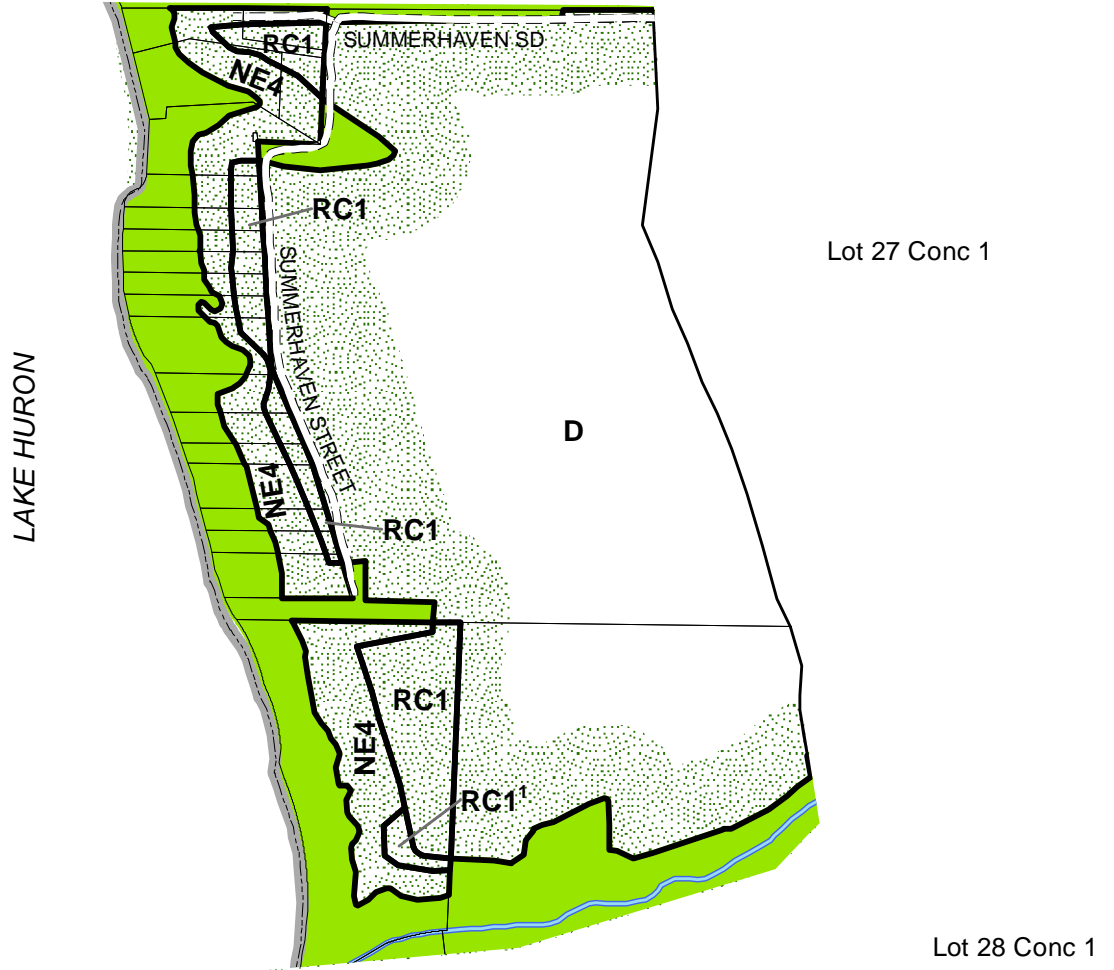 RC1
SUMMERHAVEN SD
NE4
RC1
Lot 27 Conc 1
SUMMERHAVEN STREET
LAKE HURON
D
NE4
RC1
RC1
NE4
RC1¹
Lot 28 Conc 1